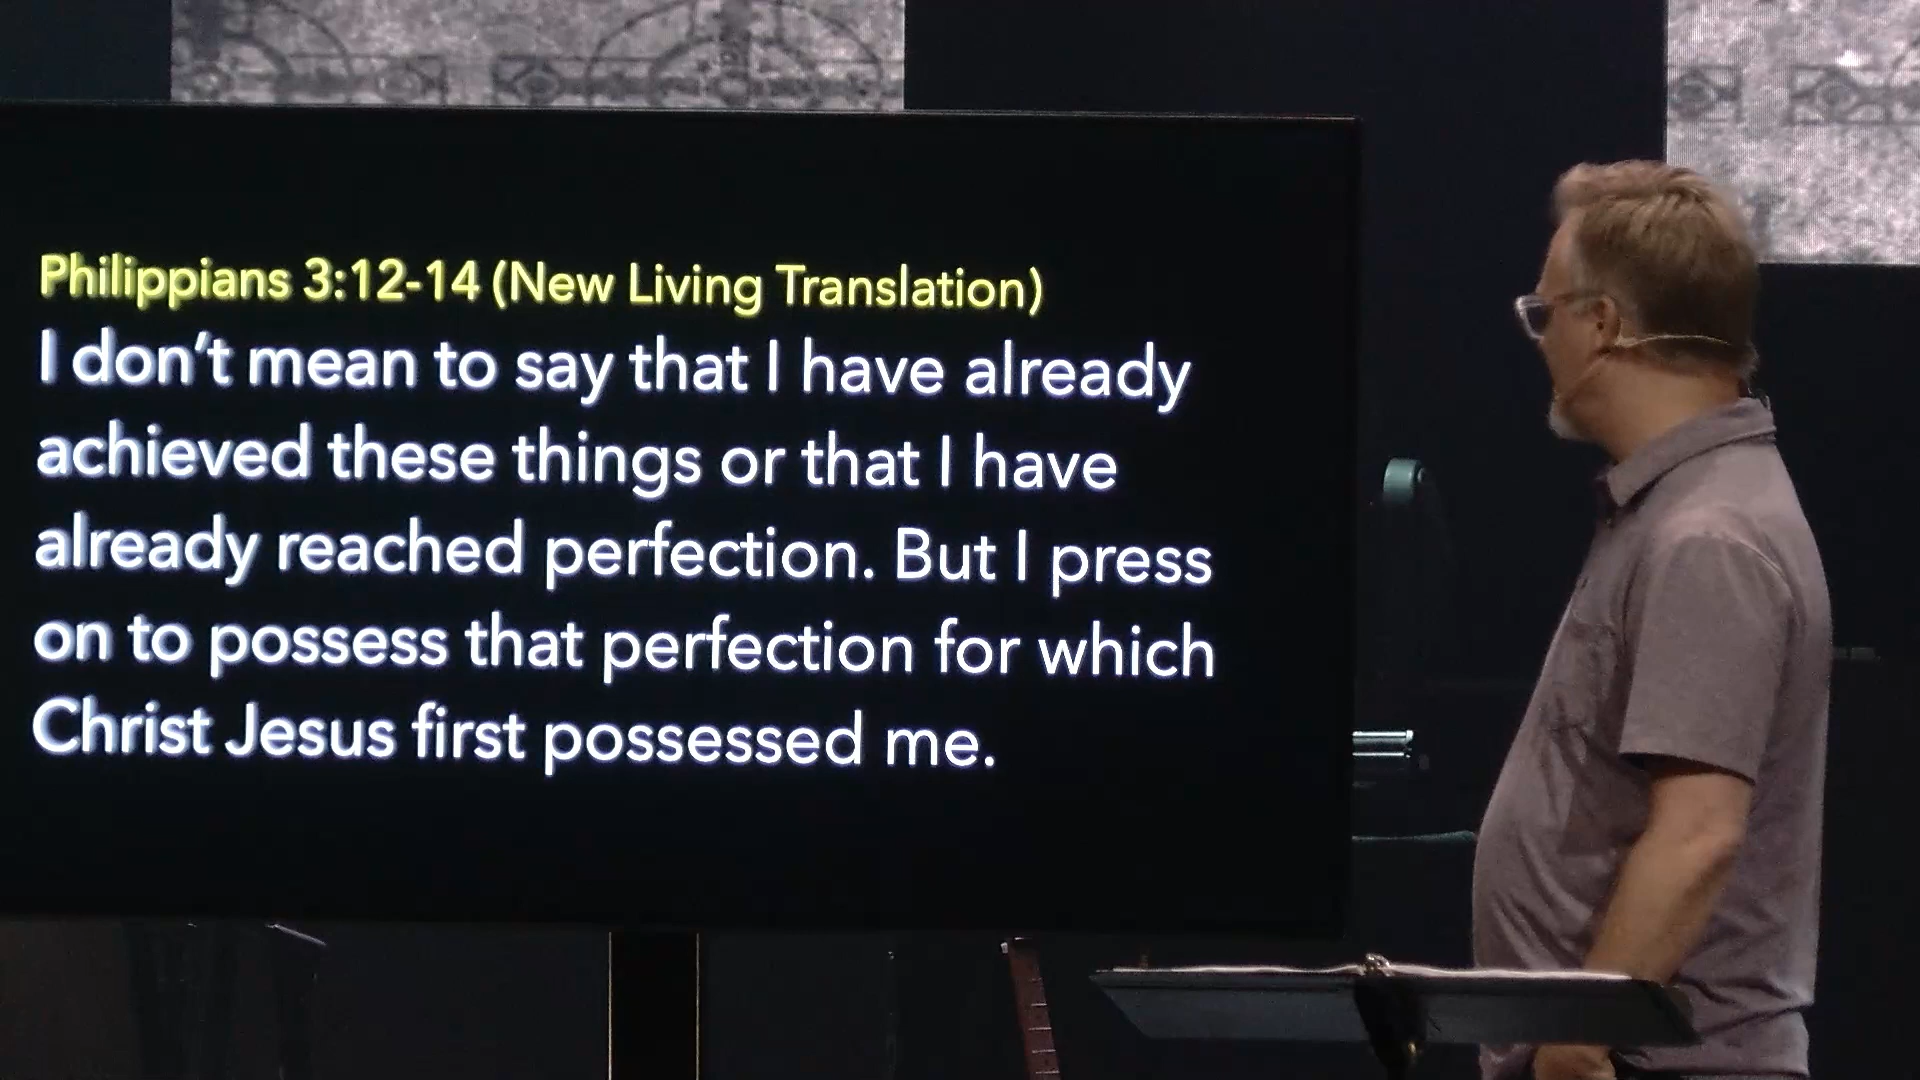 Philippians 3:12-14 (New Living Translation)
I don’t mean to say that I have already
achieved these things or that I have
already reached perfection. But I press
on to possess that perfection for which
Christ Jesus first possessed me.